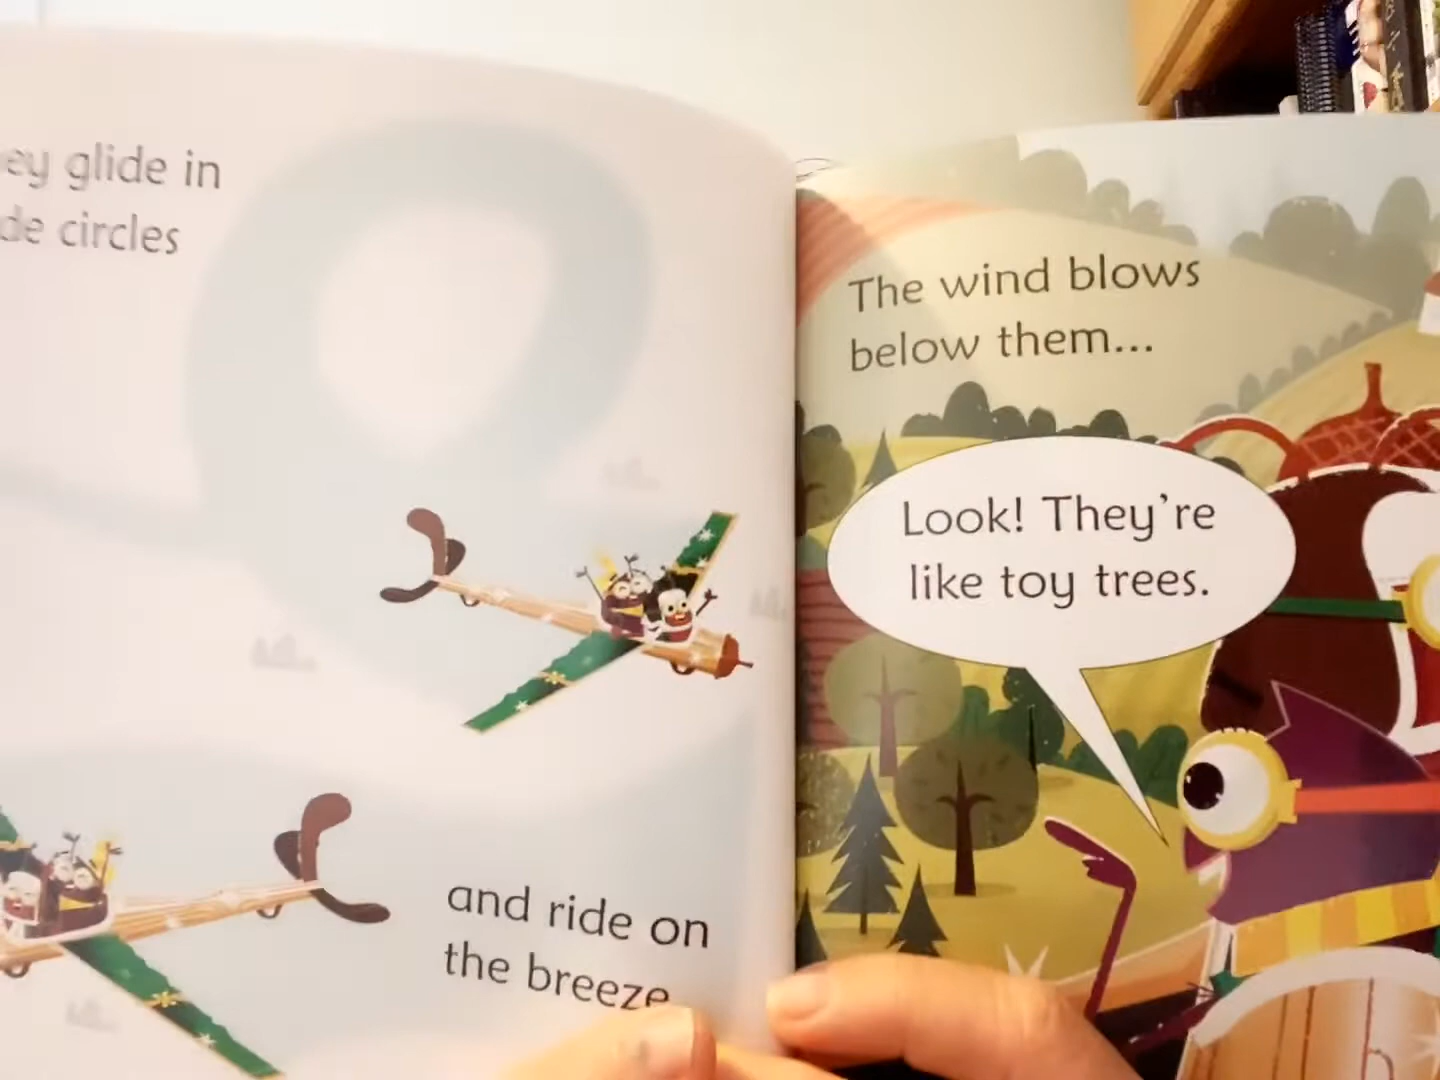 glide in
circles
and ride on
the breeze
The wind blows
below them...
Look! They're
like toy trees.